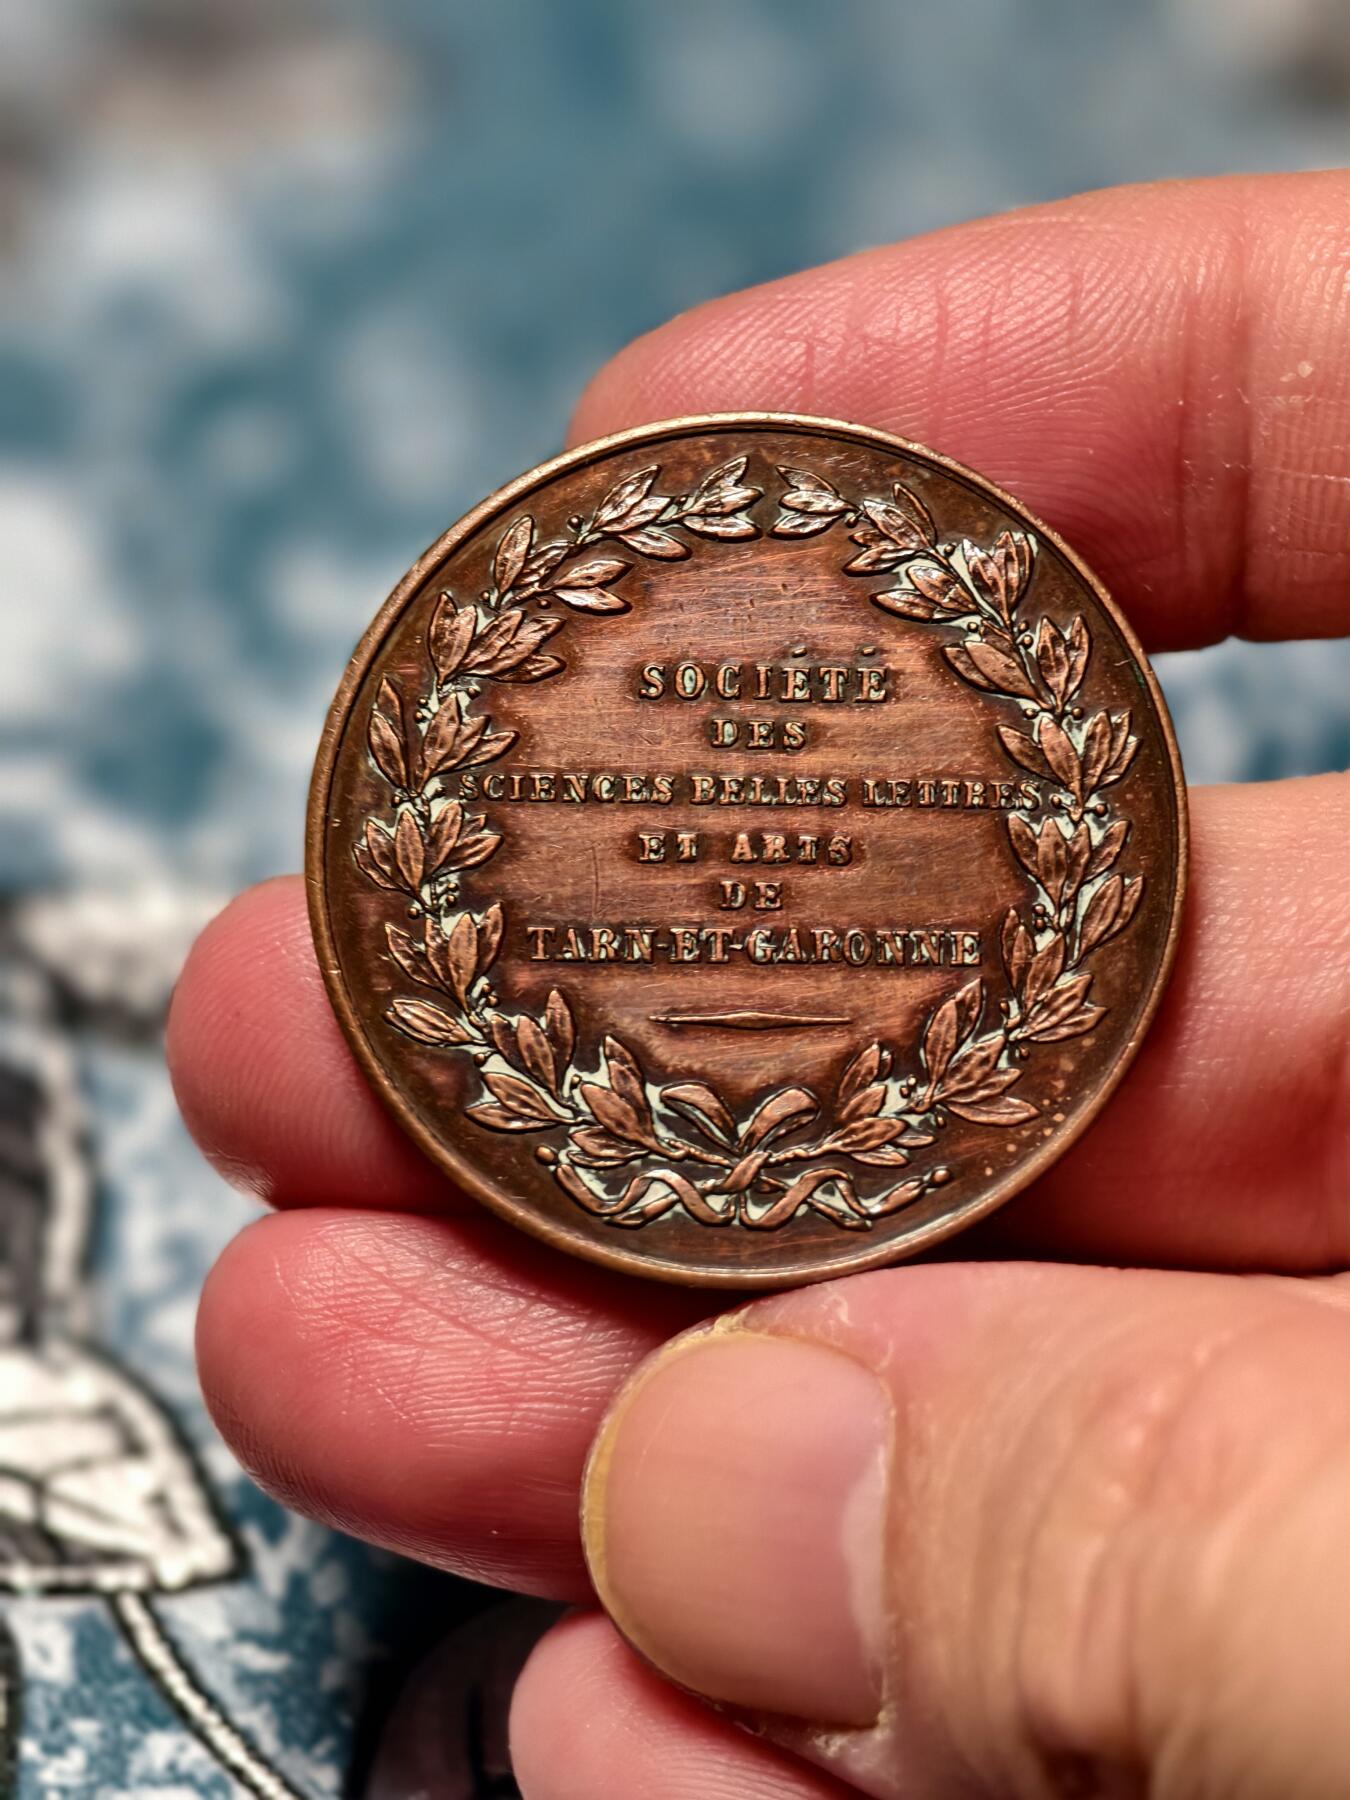 SOCIÉTÉ
DES
SCIENCES BELLES LETTRES
ET ARTS
DE
TARN-ET-GARONNE